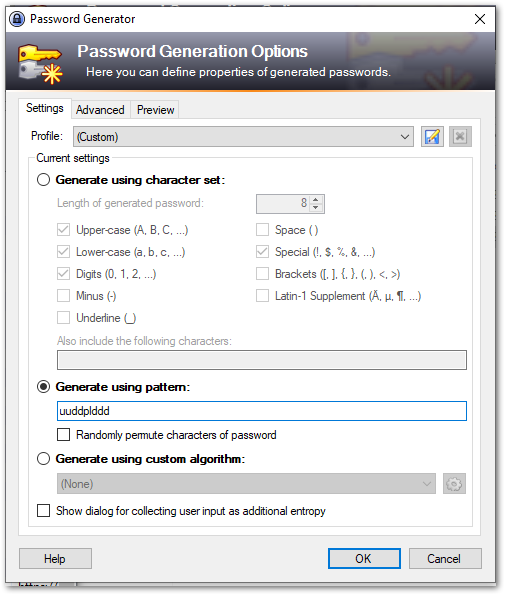 Password Generator
Password Generation Options
Here you can define properties of generated passwords.
Settings Advanced Preview
Profile: (Custom)
Current settings
Generate using character set:
Length of generated password: 8
Upper-case (A, B, C, ...) Space ( )
Lower-case (a, b, c, ...) Special (!, $, %, &, ...)
Digits (0, 1, 2, ...) Brackets ([, ], {, }, (, ), <, >)
Minus (-) Latin-1 Supplement (Ä, µ, ¶, ...)
Underline (_)
Also include the following characters:
Generate using pattern:
uuddplddd
Randomly permute characters of password
Generate using custom algorithm:
(None)
Show dialog for collecting user input as additional entropy
Help OK Cancel